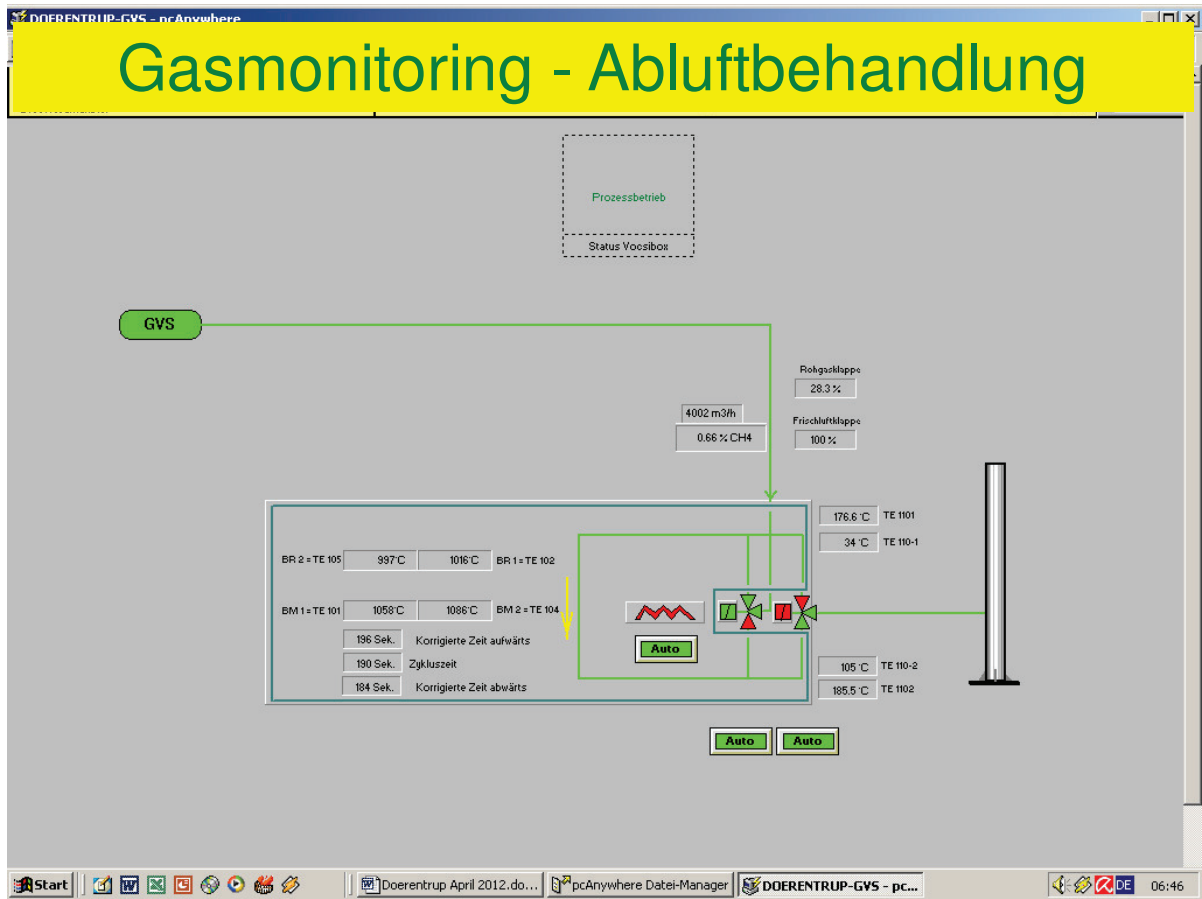 DOERENTRUP-GVS - pcAnywhere
Gasmonitoring - Abluftbehandlung
Prozessbetrieb
Status Vocsibox
GVS
Rohgasklappe
28.3 %
4002 m3/h
Frischluftklappe
0.66 % CH4
100 %
176.6 °C TE 1101
34 °C TE 110-1
BR 2 = TE 105 997°C 1016°C BR 1 = TE 102
BM 1 = TE 101 1058°C 1086°C BM 2 = TE 104
196 Sek. Korrigierte Zeit aufwärts
Auto
190 Sek. Zykluszeit
105 °C TE 110-2
184 Sek. Korrigierte Zeit abwärts
185.5 °C TE 1102
Auto Auto
Start Doerentrup April 2012.do... pcAnywhere Datei-Manager DOERENTRUP-GVS - pc... DE 06:46